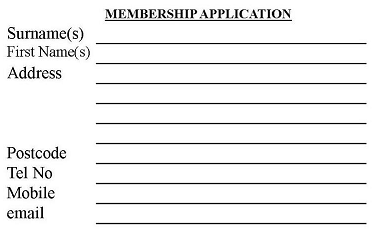 MEMBERSHIP APPLICATION
Surname(s)
First Name(s)
Address
Postcode
Tel No
Mobile
email